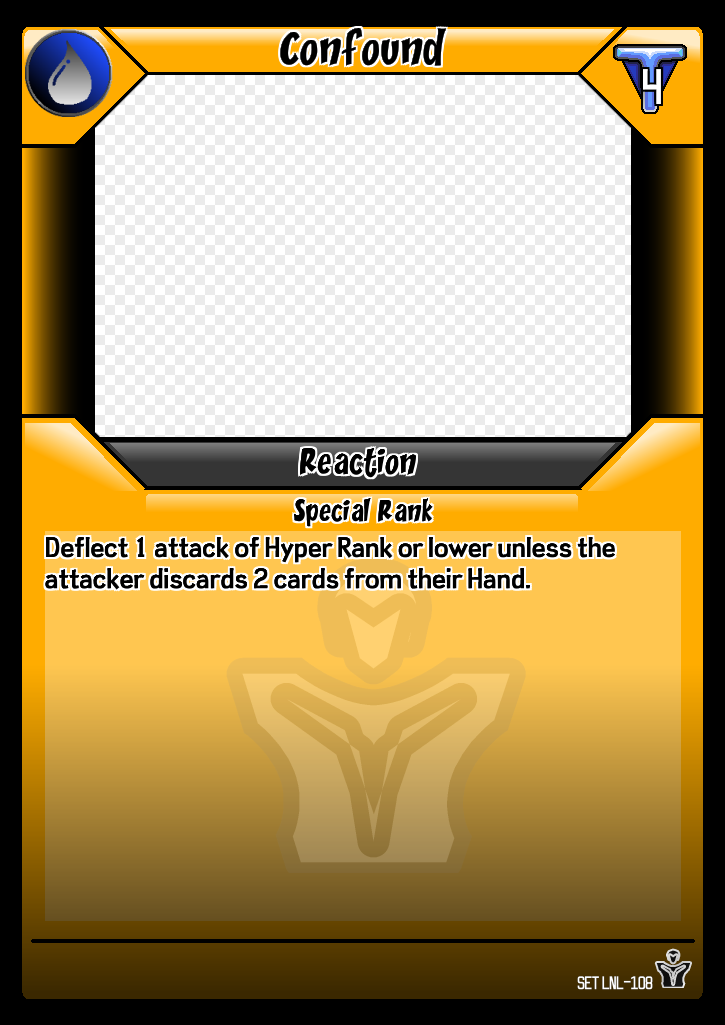 Confound
4
Reaction
Special Rank
Deflect 1 attack of Hyper Rank or lower unless the
attacker discards 2 cards from their Hand.
SET LNL-108